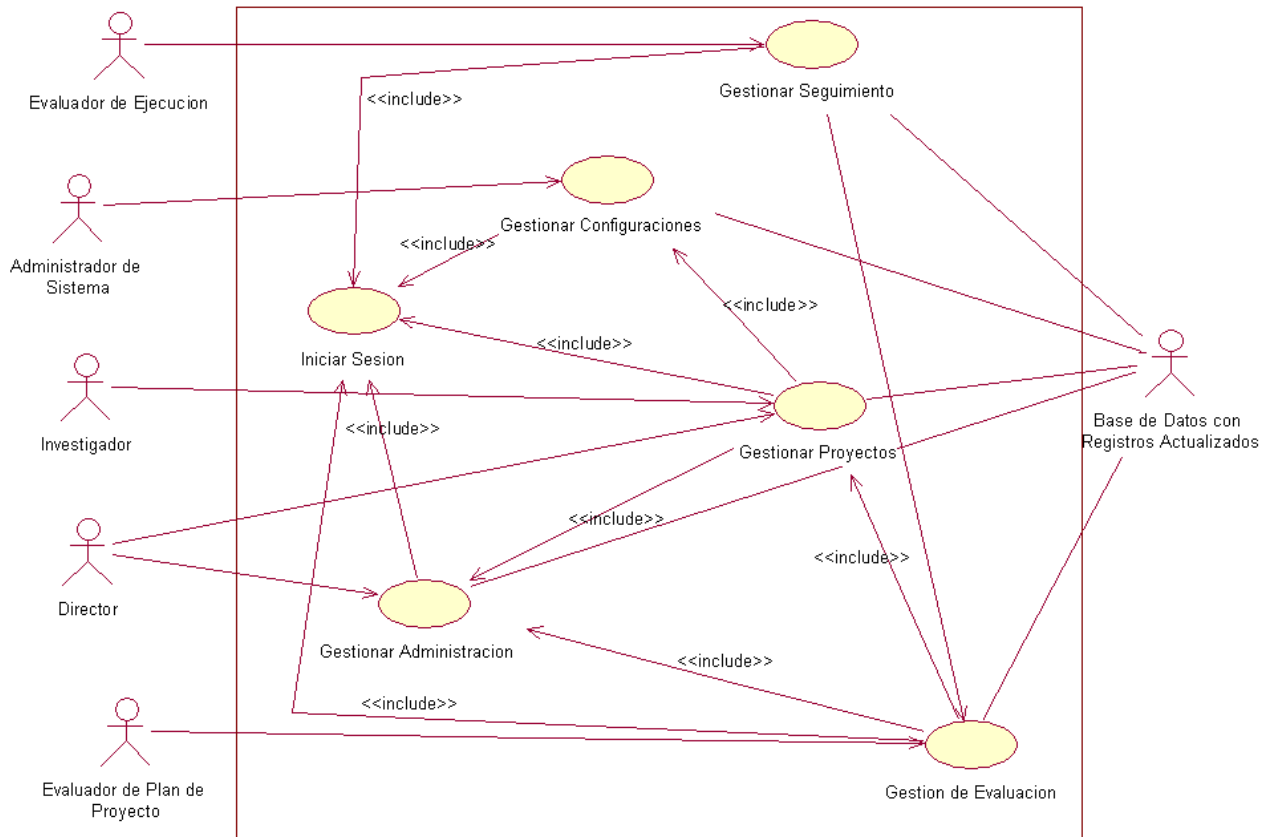 Evaluador de Ejecucion
Gestionar Seguimiento
<<include>>
Administrador de
Sistema
Gestionar Configuraciones
<<include>>
<<include>>
Iniciar Sesion
<<include>>
Investigador
Base de Datos con
Registros Actualizados
<<include>>
Gestionar Proyectos
<<include>>
<<include>>
Director
Gestionar Administracion
<<include>>
<<include>>
Evaluador de Plan de
Proyecto
Gestion de Evaluacion